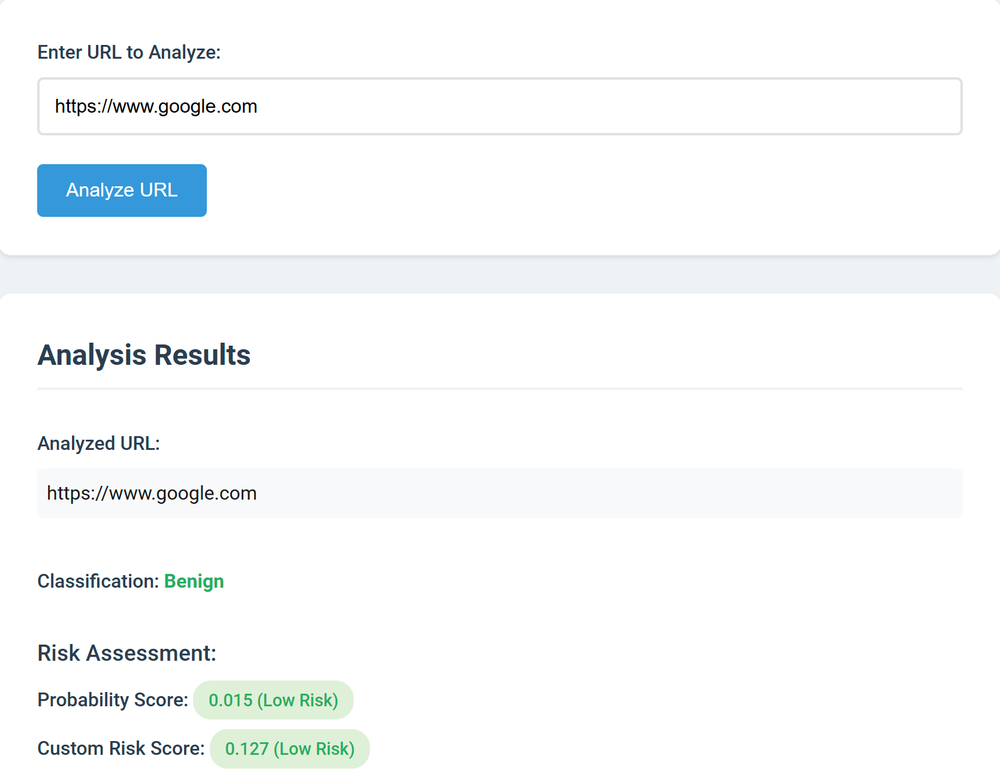 Enter URL to Analyze:
https://www.google.com
Analyze URL
Analysis Results
Analyzed URL:
https://www.google.com
Classification: Benign
Risk Assessment:
Probability Score: 0.015 (Low Risk)
Custom Risk Score: 0.127 (Low Risk)